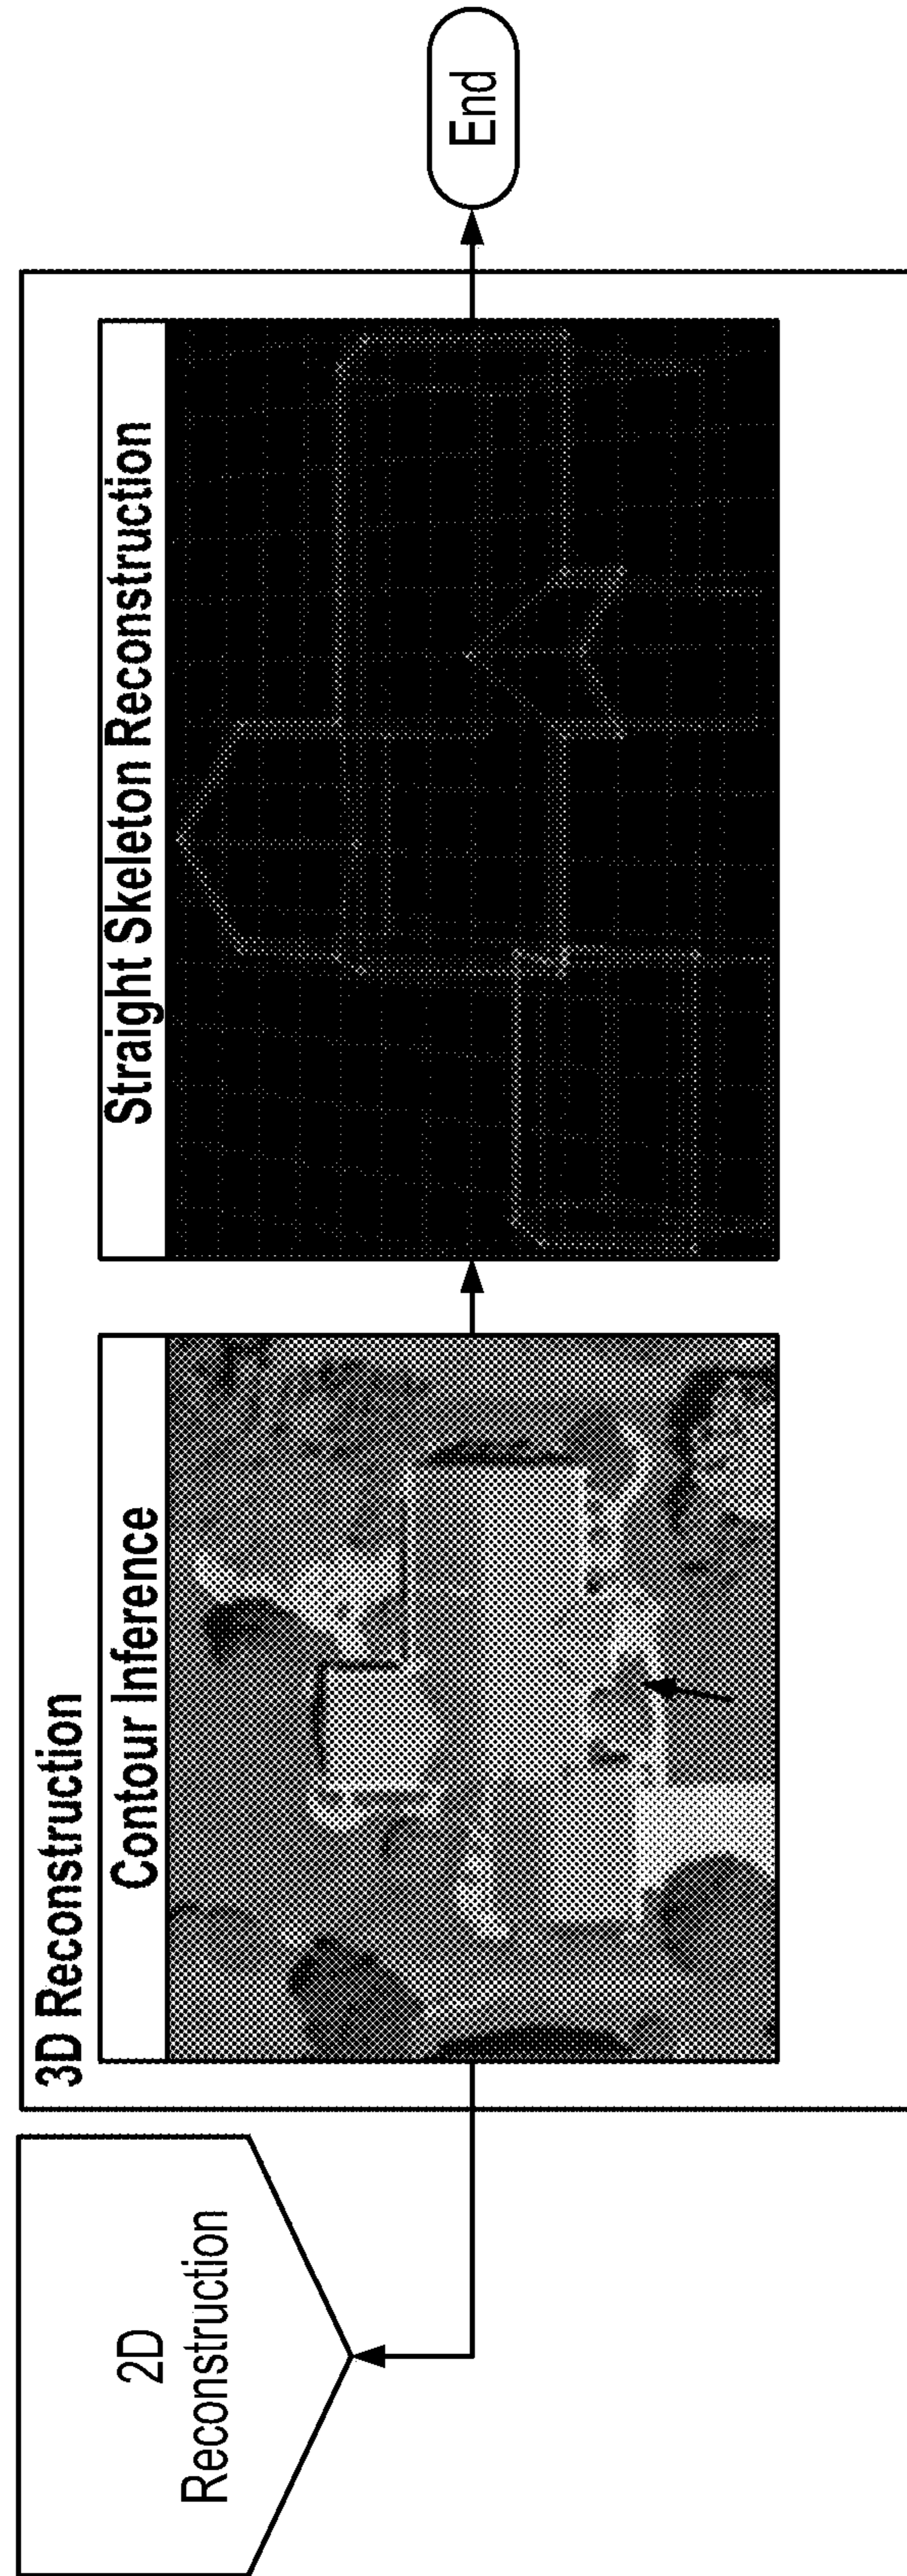 2D
Reconstruction
3D Reconstruction
Contour Inference
Straight Skeleton Reconstruction
End